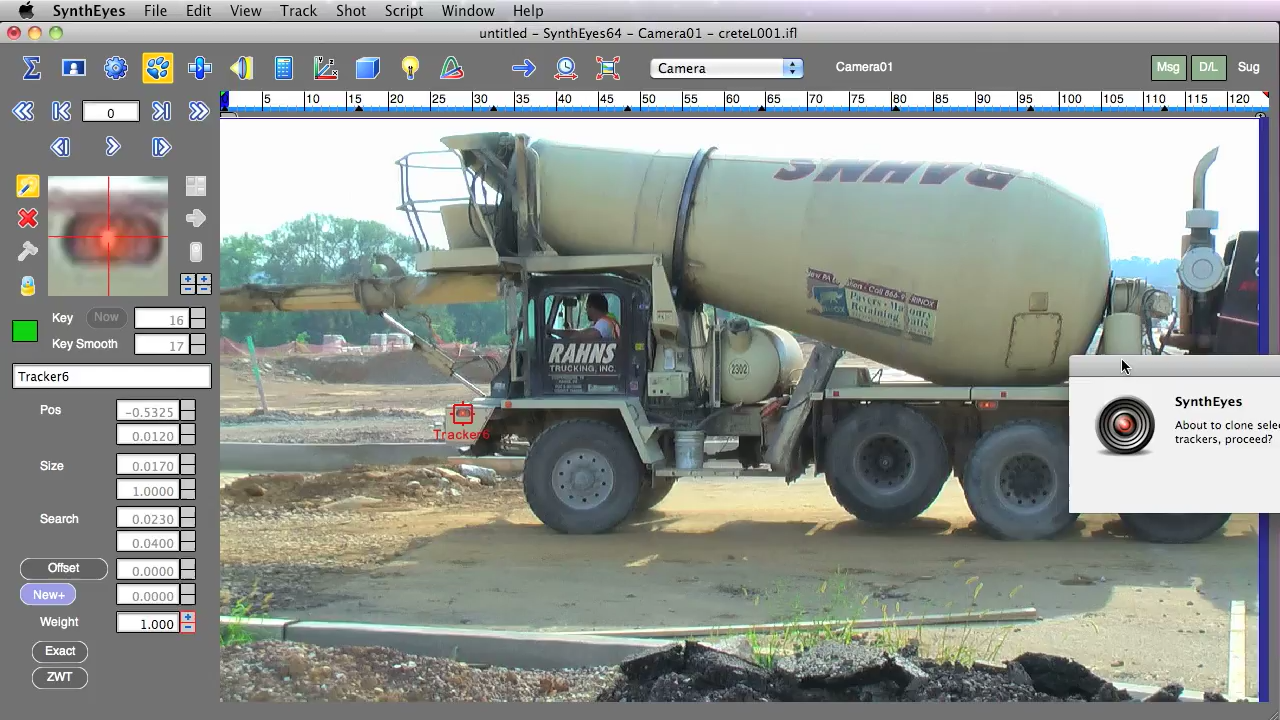 SynthEyes File Edit View Track Shot Script Window Help
untitled - SynthEyes64 - Camera01 - creteL001.ifl
Camera Camera01 Msg D/L Sug
0
5 10 15 20 25 30 35 40 45 50 55 60 65 70 75 80 85 90 95 100 105 110 115 120
Key Now 16
Key Smooth 17
Tracker6
Pos -0.5325
0.0120
Size 0.0170
1.0000
Search 0.0230
0.0400
Offset 0.0000
New+ 0.0000
Weight 1.000
Exact
ZWT
RAHNS
Pavers - Masonry
Retaining
RAHNS
TRUCKING, INC.
2302
Tracker6
SynthEyes
About to clone sele
trackers, proceed?